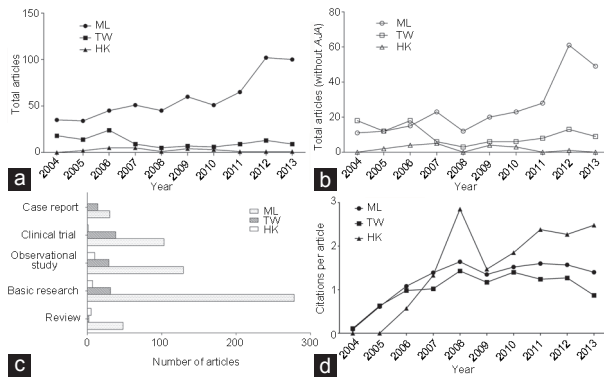 150
100
50
0
Total articles
ML
TW
HK
2004
2005
2006
2007
2008
2009
2010
2011
2012
2013
Year
a
80
60
40
20
0
Total articles (without AJA)
ML
TW
HK
2004
2005
2006
2007
2008
2009
2010
2011
2012
2013
Year
b
Case report
Clinical trial
Observational
study
Basic research
Review
ML
TW
HK
0
100
200
300
Number of articles
c
3
2
1
0
Citations per article
ML
TW
HK
2004
2005
2006
2007
2008
2009
2010
2011
2012
2013
Year
d